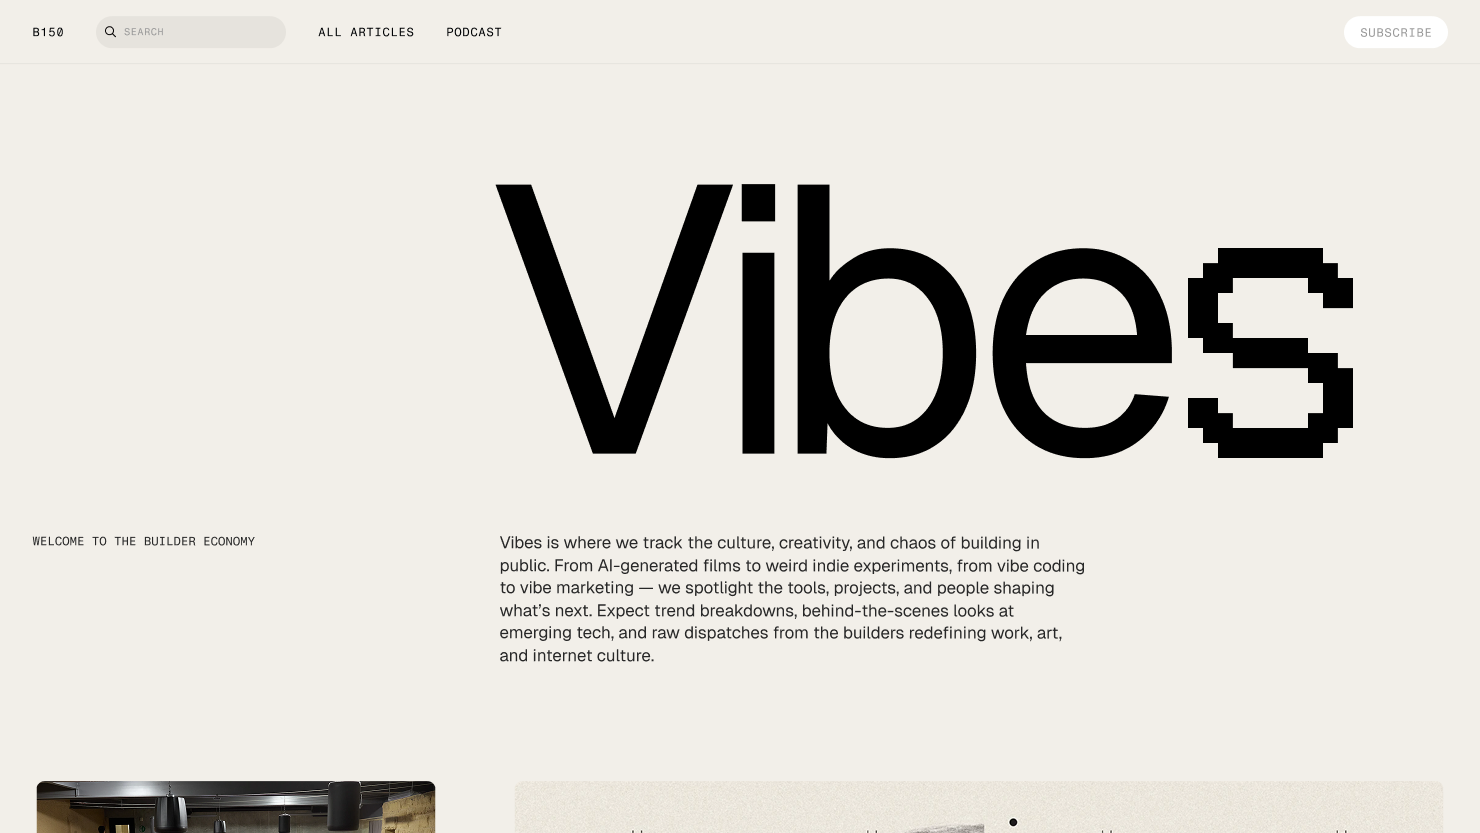 B150
SEARCH
ALL ARTICLES
PODCAST
SUBSCRIBE
Vibes
WELCOME TO THE BUILDER ECONOMY
Vibes is where we track the culture, creativity, and chaos of building in
public. From AI-generated films to weird indie experiments, from vibe coding
to vibe marketing — we spotlight the tools, projects, and people shaping
what’s next. Expect trend breakdowns, behind-the-scenes looks at
emerging tech, and raw dispatches from the builders redefining work, art,
and internet culture.